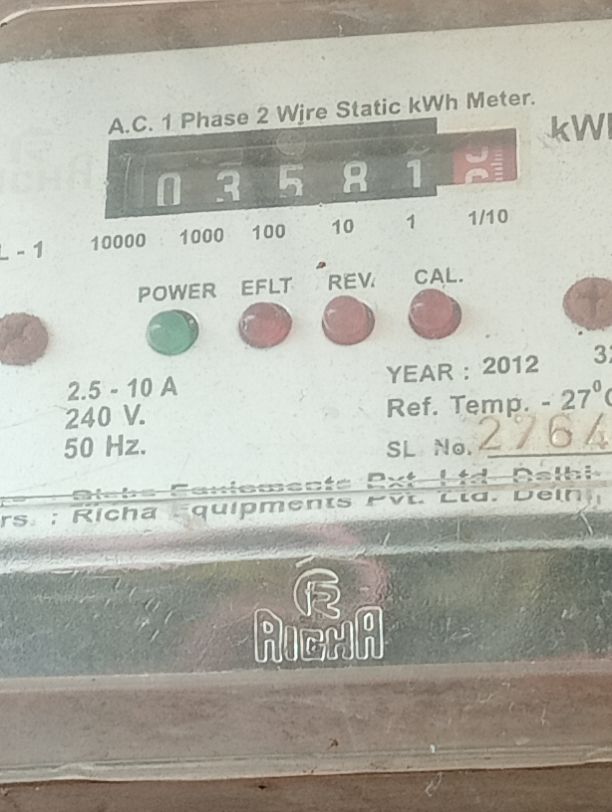 A.C. 1 Phase 2 Wire Static kWh Meter.
kWh
0 3 5 8 1
L - 1
10000 1000 100 10 1 1/10
POWER EFLT REV. CAL.
2.5 - 10 A
240 V.
50 Hz.
YEAR : 2012
Ref. Temp. - 27⁰C
SL No. 2764
rs. : Richa Equipments Pvt. Ltd. Delhi,
RICHA